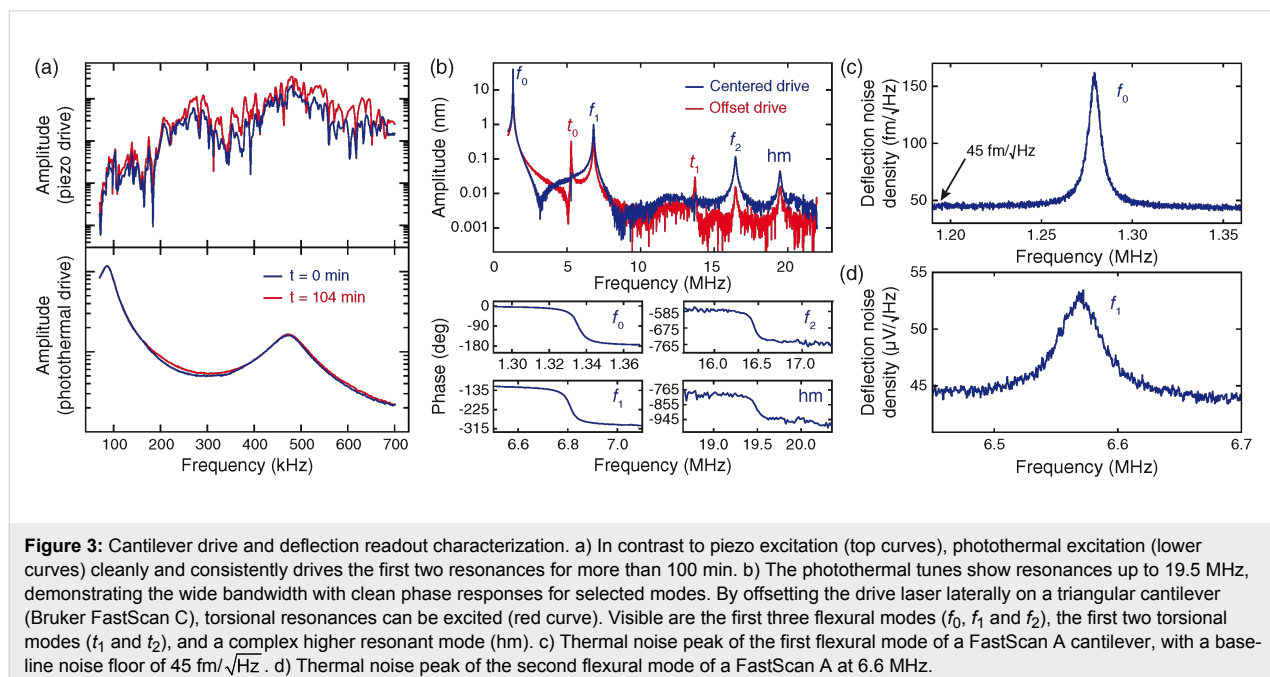 (a)
Amplitude
(piezo drive)
Amplitude
(photothermal drive)
t = 0 min
t = 104 min
100 200 300 400 500 600 700
Frequency (kHz)
(b)
Amplitude (nm)
10
1
0.1
0.01
0.001
f0
t0
f1
t1
f2
hm
Centered drive
Offset drive
0 5 10 15 20
Frequency (MHz)
Phase (deg)
0
-90
-180
f0
1.30 1.32 1.34 1.36
-585
-675
-765
f2
16.0 16.5 17.0
-135
-225
-315
f1
6.6 6.8 7.0
Frequency (MHz)
-765
-855
-945
hm
19.0 19.5 20.0
Frequency (MHz)
(c)
Deflection noise
density (fm/√Hz)
150
100
50
45 fm/√Hz
f0
1.20 1.25 1.30 1.35
Frequency (MHz)
(d)
Deflection noise
density (µV/√Hz)
55
50
45
f1
6.5 6.6 6.7
Frequency (MHz)
Figure 3: Cantilever drive and deflection readout characterization. a) In contrast to piezo excitation (top curves), photothermal excitation (lower
curves) cleanly and consistently drives the first two resonances for more than 100 min. b) The photothermal tunes show resonances up to 19.5 MHz,
demonstrating the wide bandwidth with clean phase responses for selected modes. By offsetting the drive laser laterally on a triangular cantilever
(Bruker FastScan C), torsional resonances can be excited (red curve). Visible are the first three flexural modes (f0, f1 and f2), the first two torsional
modes (t1 and t2), and a complex higher resonant mode (hm). c) Thermal noise peak of the first flexural mode of a FastScan A cantilever, with a base-
line noise floor of 45 fm/√Hz. d) Thermal noise peak of the second flexural mode of a FastScan A at 6.6 MHz.